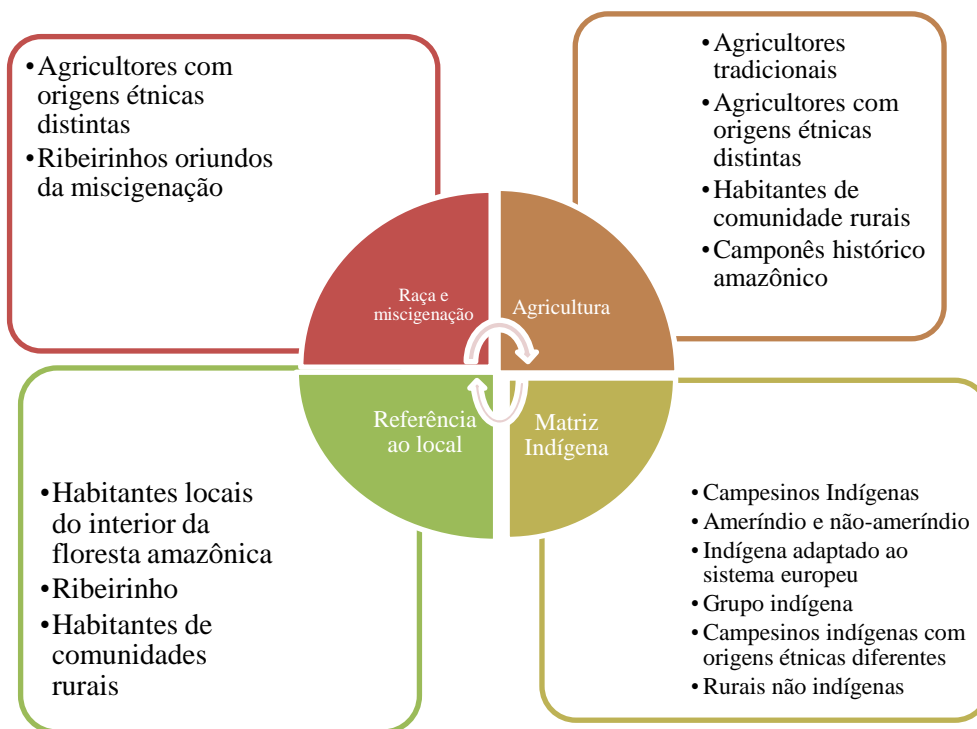 •Agricultores com
origens étnicas
distintas
•Ribeirinhos oriundos
da miscigenação
•Agricultores
tradicionais
•Agricultores com
origens étnicas
distintas
•Habitantes de
comunidade rurais
•Camponês histórico
amazônico
Raça e
miscigenação
Agricultura
Referência
ao local
Matriz
Indígena
•Habitantes locais
do interior da
floresta amazônica
•Ribeirinho
•Habitantes de
comunidades
rurais
•Campesinos Indígenas
•Ameríndio e não-ameríndio
•Indígena adaptado ao
sistema europeu
•Grupo indígena
•Campesinos indígenas com
origens étnicas diferentes
•Rurais não indígenas